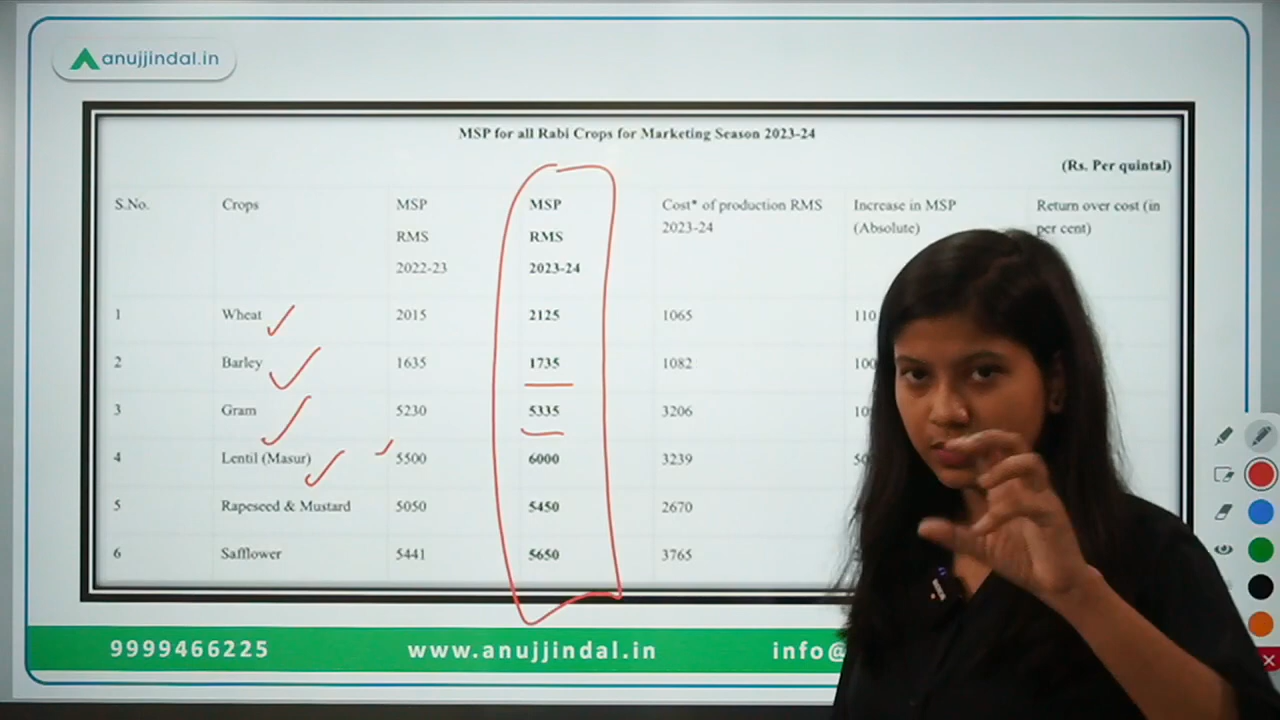 anujjindal.in
MSP for all Rabi Crops for Marketing Season 2023-24
(Rs. Per quintal)
S.No. Crops MSP RMS 2022-23 MSP RMS 2023-24 Cost* of production RMS 2023-24 Increase in MSP (Absolute) Return over cost (in per cent)
1 Wheat 2015 2125 1065 110
2 Barley 1635 1735 1082 100
3 Gram 5230 5335 3206
4 Lentil (Masur) 5500 6000 3239
5 Rapeseed & Mustard 5050 5450 2670
6 Safflower 5441 5650 3765
9999466225 www.anujjindal.in info@